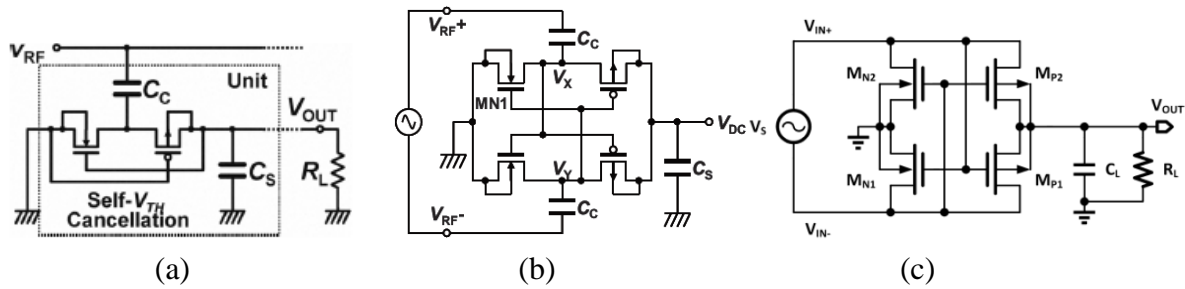 (a)
V_RF
Unit
C_C
V_OUT
C_S
R_L
Self-V_TH
Cancellation
(b)
V_RF+
C_C
V_X
MN1
V_DC V_S
V_Y
C_S
C_C
V_RF-
V_IN+
M_N2
M_P2
V_OUT
M_N1
M_P1
C_L
R_L
V_IN-
(a)
(b)
(c)